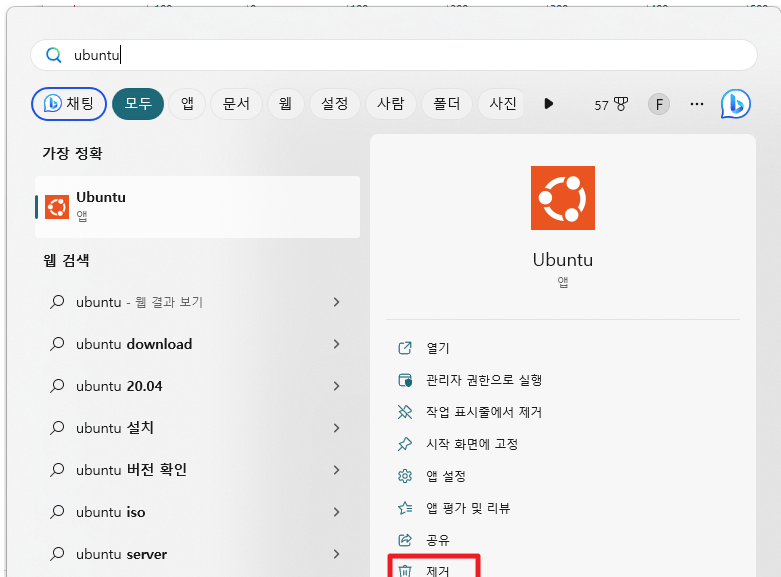 ubuntu
채팅 모두 앱 문서 웹 설정 사람 폴더 사진 57 F
가장 정확
Ubuntu
앱
웹 검색
ubuntu - 웹 결과 보기
ubuntu download
ubuntu 20.04
ubuntu 설치
ubuntu 버전 확인
ubuntu iso
ubuntu server
Ubuntu
앱
열기
관리자 권한으로 실행
작업 표시줄에서 제거
시작 화면에 고정
앱 설정
앱 평가 및 리뷰
공유
제거